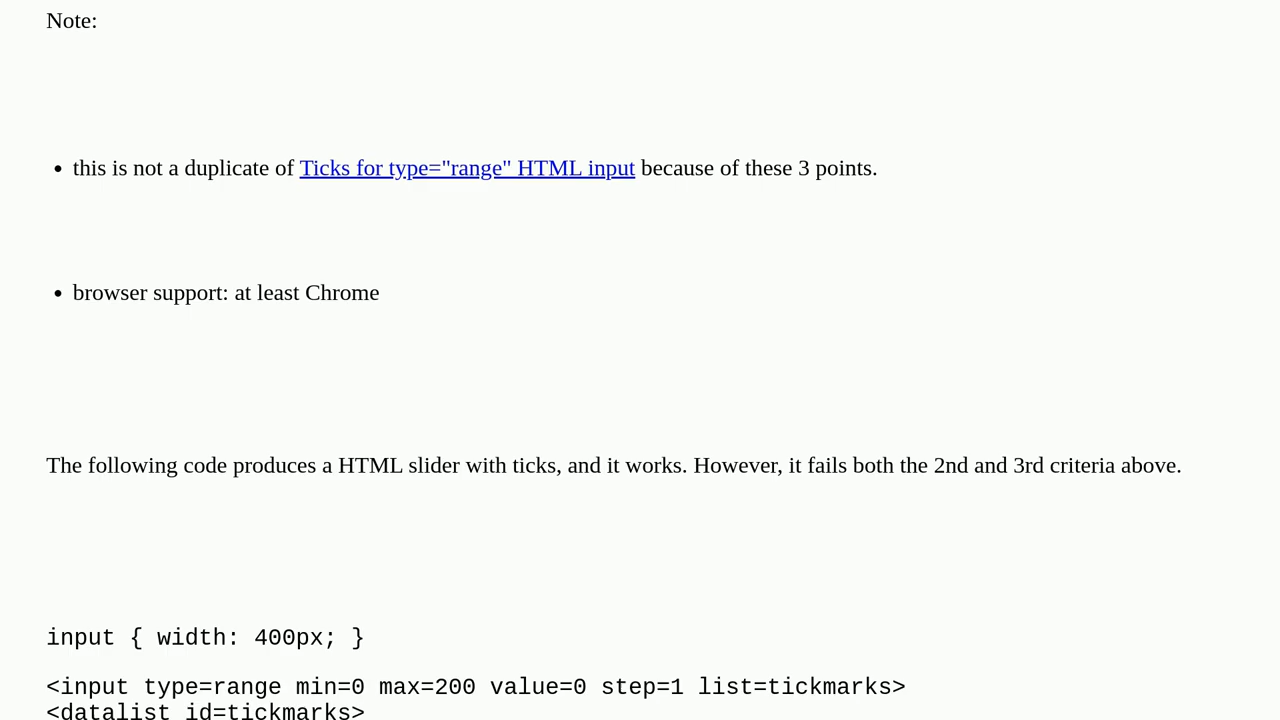 Note:
• this is not a duplicate of Ticks for type="range" HTML input because of these 3 points.
• browser support: at least Chrome
The following code produces a HTML slider with ticks, and it works. However, it fails both the 2nd and 3rd criteria above.
input { width: 400px; }
<input type=range min=0 max=200 value=0 step=1 list=tickmarks>
<datalist id=tickmarks>